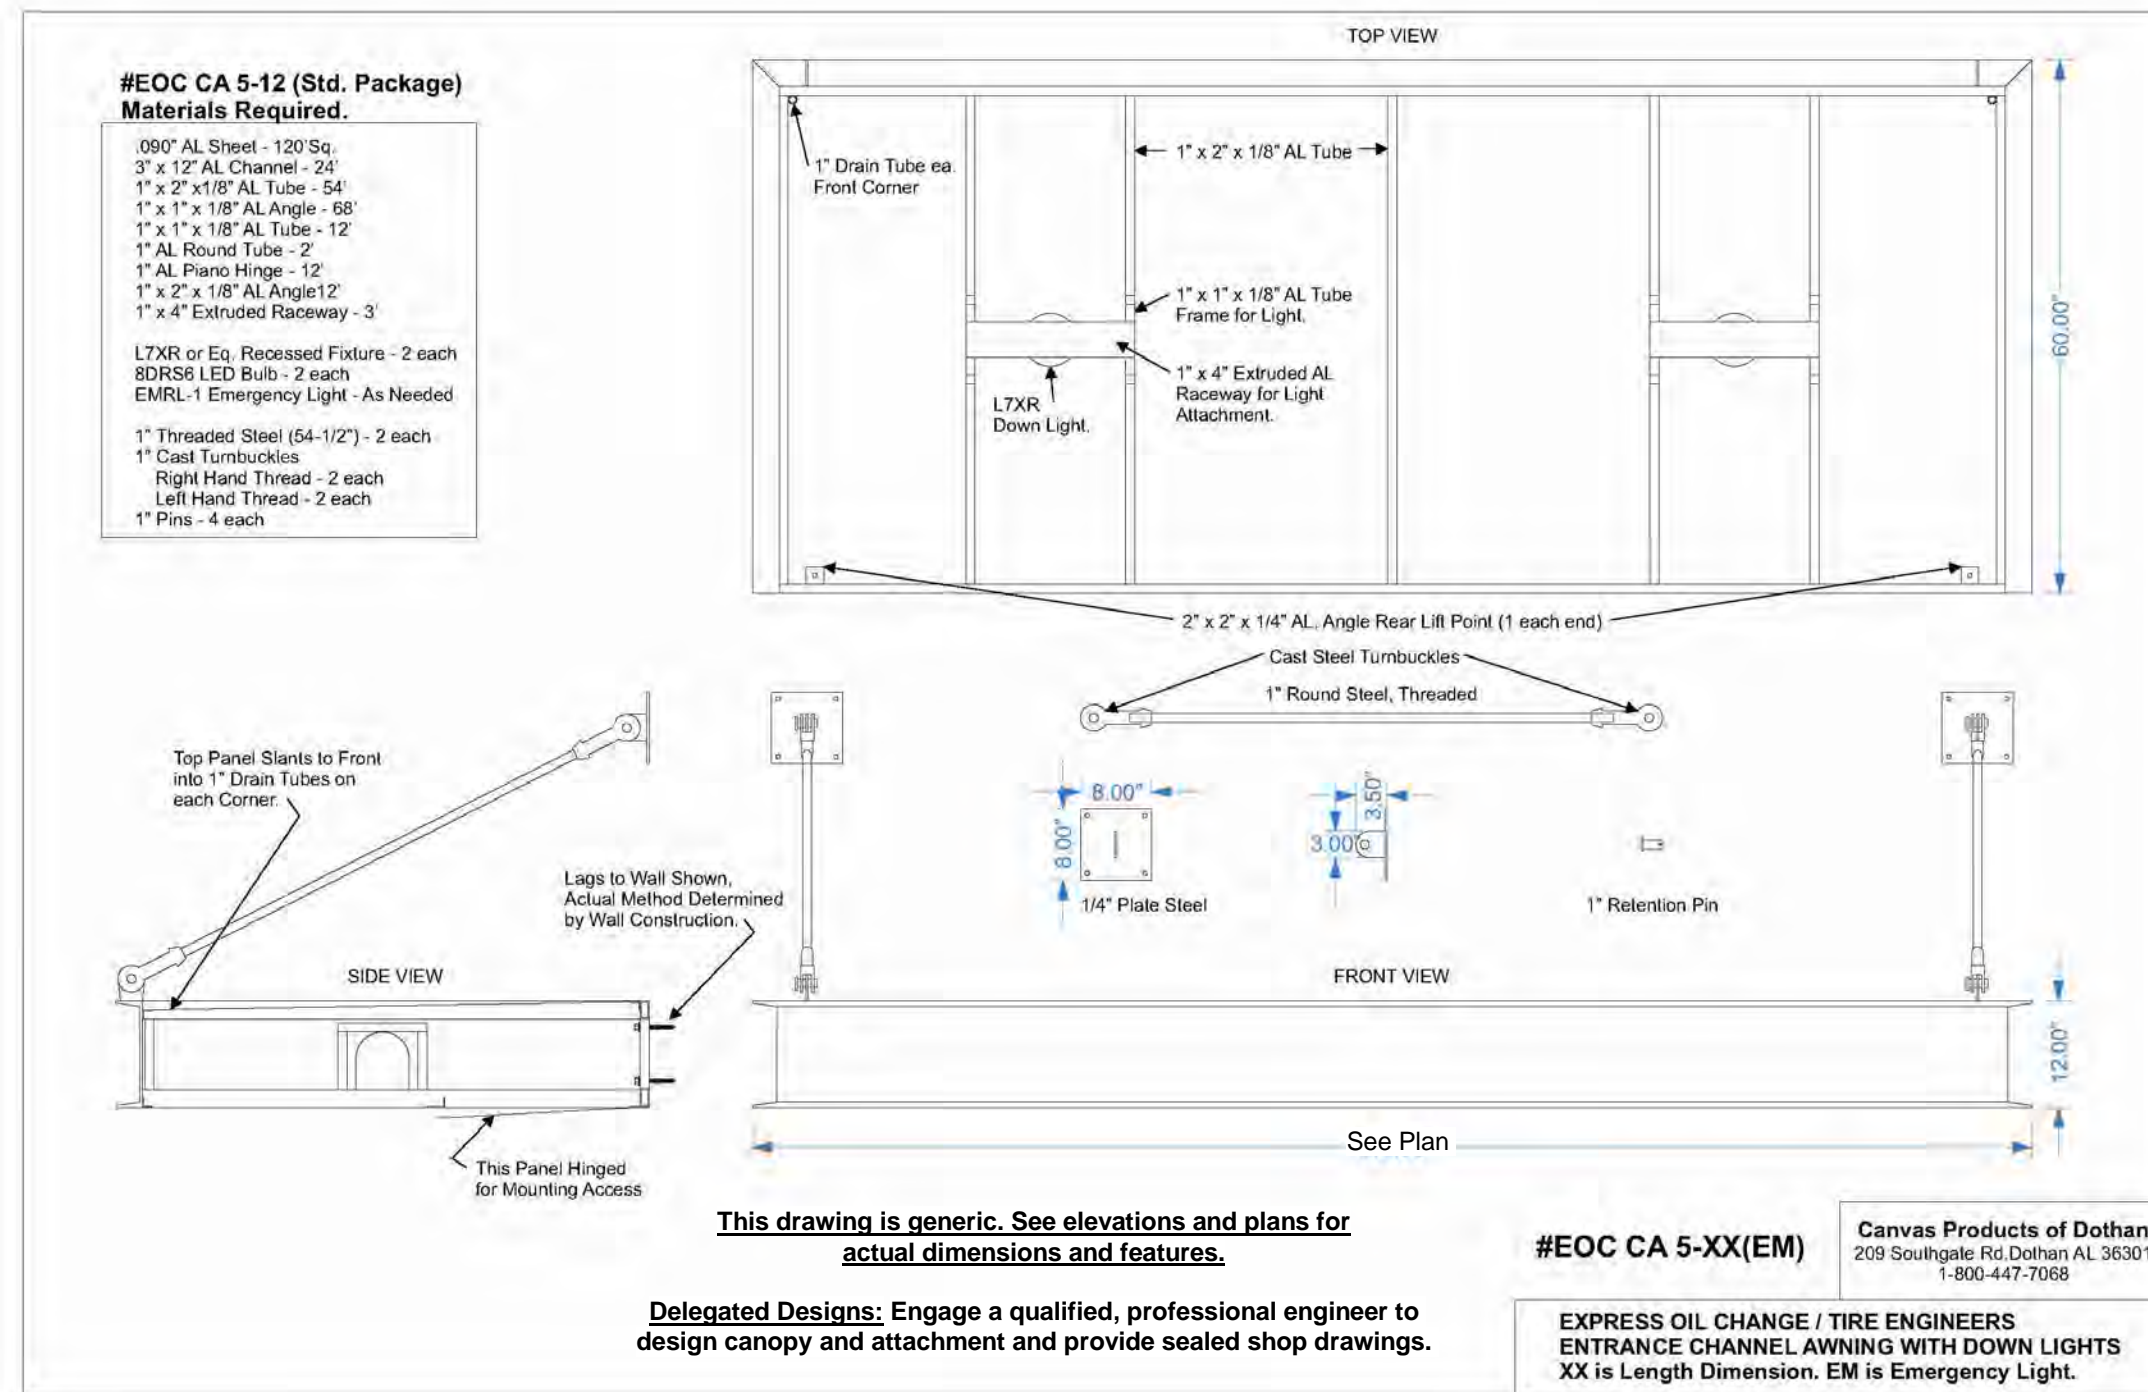 TOP VIEW
#EOC CA 5-12 (Std. Package)
Materials Required.
.090" AL Sheet - 120'Sq.
3" x 12" AL Channel - 24'
1" x 2" x1/8" AL Tube - 54'
1" x 1" x 1/8" AL Angle - 68'
1" x 1" x 1/8" AL Tube - 12'
1" AL Round Tube - 2'
1" AL Piano Hinge - 12'
1" x 2" x 1/8" AL Angle12'
1" x 4" Extruded Raceway - 3'
L7XR or Eq. Recessed Fixture - 2 each
8DRS6 LED Bulb - 2 each
EMRL-1 Emergency Light - As Needed
1" Threaded Steel (54-1/2") - 2 each
1" Cast Turnbuckles
Right Hand Thread - 2 each
Left Hand Thread - 2 each
1" Pins - 4 each
1" Drain Tube ea.
Front Corner
1" x 2" x 1/8" AL Tube
1" x 1" x 1/8" AL Tube
Frame for Light.
1" x 4" Extruded AL
Raceway for Light
Attachment.
L7XR
Down Light.
60.00"
2" x 2" x 1/4" AL. Angle Rear Lift Point (1 each end)
Cast Steel Turnbuckles
1" Round Steel, Threaded
Top Panel Slants to Front
into 1" Drain Tubes on
each Corner.
Lags to Wall Shown,
Actual Method Determined
by Wall Construction.
8.00"
8.00"
1/4" Plate Steel
3.50"
3.00"
1" Retention Pin
SIDE VIEW
FRONT VIEW
12.00"
See Plan
This Panel Hinged
for Mounting Access
This drawing is generic. See elevations and plans for
actual dimensions and features.
Delegated Designs: Engage a qualified, professional engineer to
design canopy and attachment and provide sealed shop drawings.
#EOC CA 5-XX(EM)
Canvas Products of Dothan
209 Southgate Rd.Dothan AL 36301
1-800-447-7068
EXPRESS OIL CHANGE / TIRE ENGINEERS
ENTRANCE CHANNEL AWNING WITH DOWN LIGHTS
XX is Length Dimension. EM is Emergency Light.